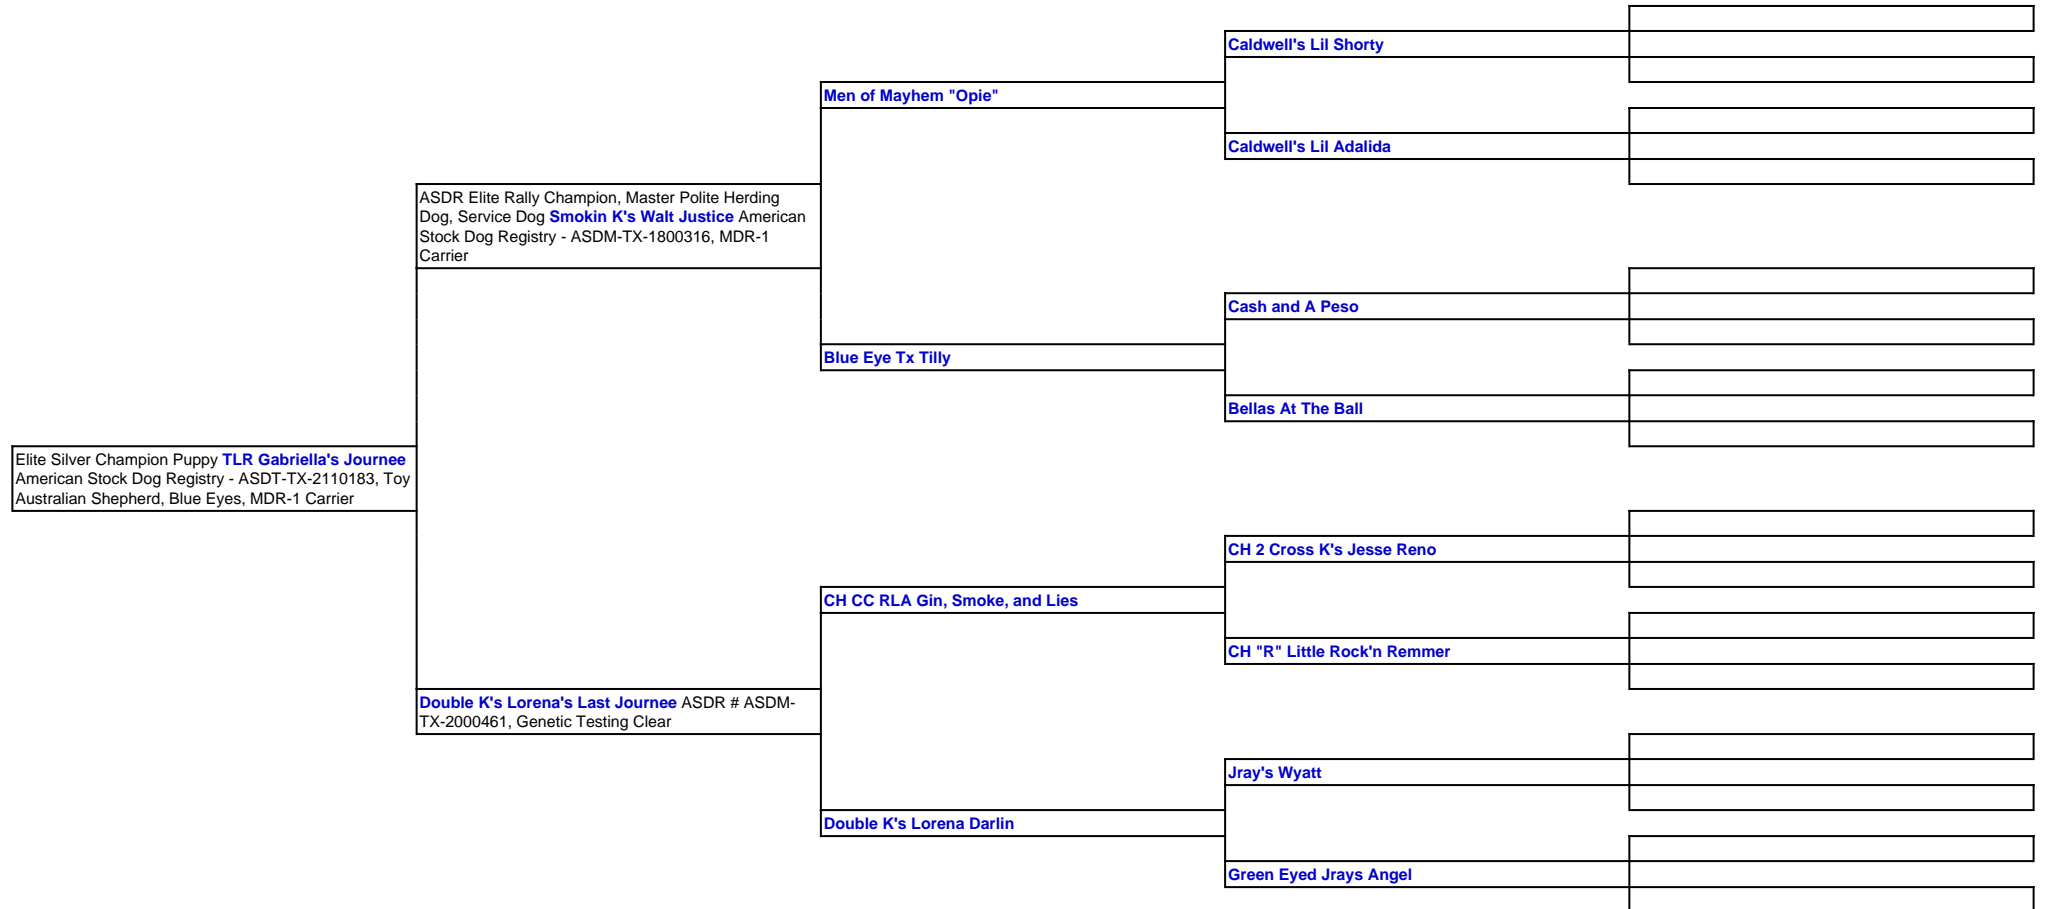 Caldwell's Lil Shorty
Men of Mayhem "Opie"
Caldwell's Lil Adalida
ASDR Elite Rally Champion, Master Polite Herding
Dog, Service Dog Smokin K's Walt Justice American
Stock Dog Registry - ASDM-TX-1800316, MDR-1
Carrier
Cash and A Peso
Blue Eye Tx Tilly
Bellas At The Ball
Elite Silver Champion Puppy TLR Gabriella's Journee
American Stock Dog Registry - ASDT-TX-2110183, Toy
Australian Shepherd, Blue Eyes, MDR-1 Carrier
CH 2 Cross K's Jesse Reno
CH CC RLA Gin, Smoke, and Lies
CH "R" Little Rock'n Remmer
Double K's Lorena's Last Journee ASDR # ASDM-
TX-2000461, Genetic Testing Clear
Jray's Wyatt
Double K's Lorena Darlin
Green Eyed Jrays Angel